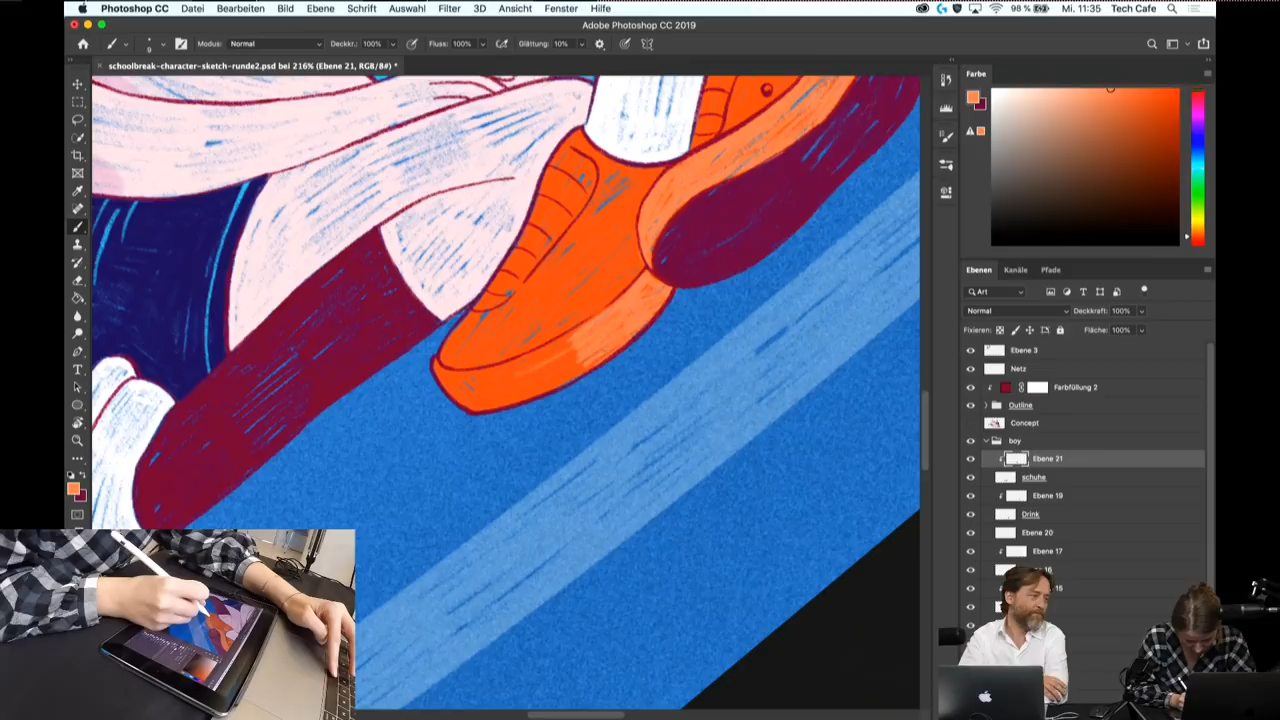 Photoshop CC Datei Bearbeiten Bild Ebene Schrift Auswahl Filter 3D Ansicht Fenster Hilfe 98 % Mi. 11:35 Tech Cafe
Adobe Photoshop CC 2019
9 Modus: Normal Deckkr.: 100% Fluss: 100% Glättung: 10%
× schoolbreak-character-sketch-runde2.psd bei 216% (Ebene 21, RGB/8#) *
Farbe
Ebenen Kanäle Pfade
Art
Normal Deckkraft: 100%
Fixieren: Fläche: 100%
Ebene 3
Netz
Farbfüllung 2
Outline
Concept
boy
Ebene 21
schuhe
Ebene 19
Drink
Ebene 20
Ebene 17
16
15